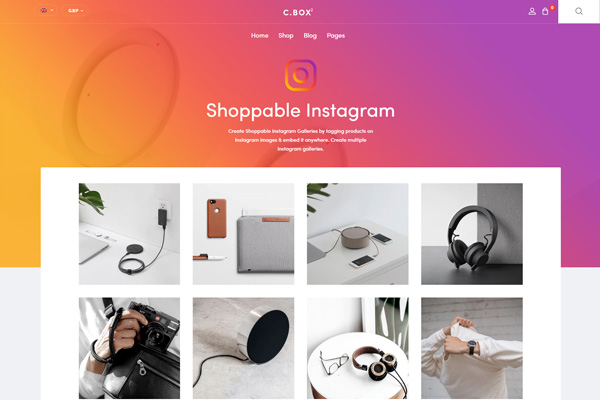 GBP
C.BOX
0
Home Shop Blog Pages
Shoppable Instagram
Create Shoppable Instagram Galleries by tagging products on
Instagram images & embed it anywhere. Create multiple
Instagram galleries.